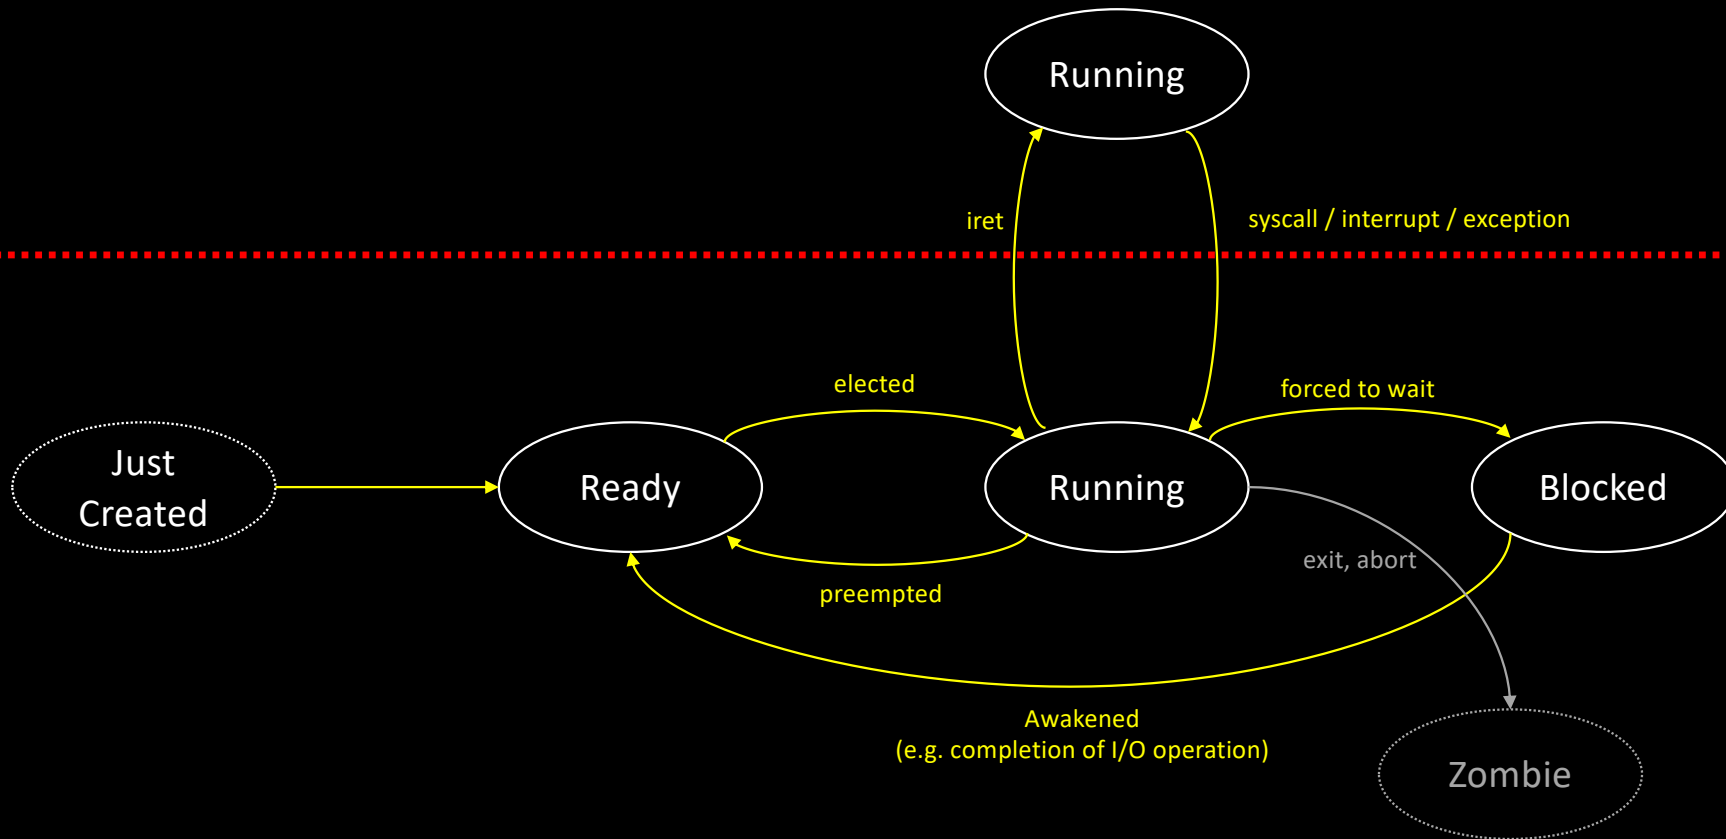 Running
iret
syscall / interrupt / exception
elected
forced to wait
Just
Created
Ready
Running
Blocked
exit, abort
preempted
Awakened
(e.g. completion of I/O operation)
Zombie